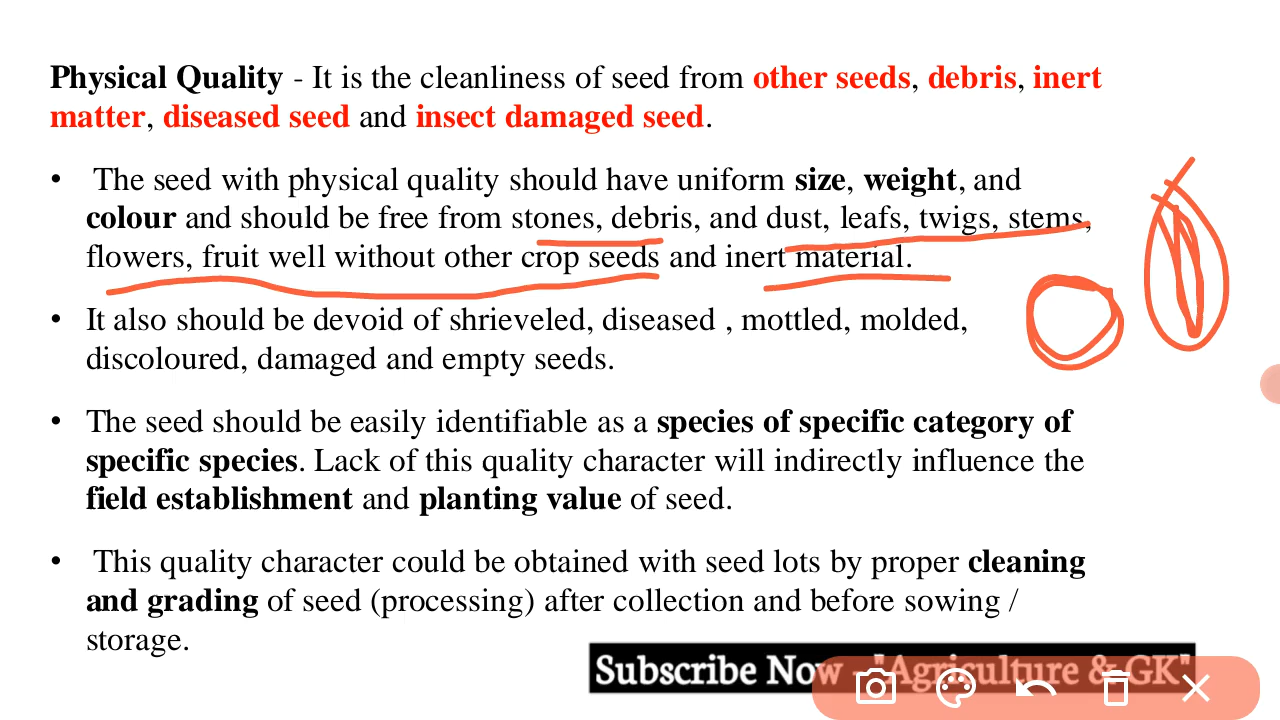 Physical Quality - It is the cleanliness of seed from other seeds, debris, inert
matter, diseased seed and insect damaged seed.
• The seed with physical quality should have uniform size, weight, and
colour and should be free from stones, debris, and dust, leafs, twigs, stems,
flowers, fruit well without other crop seeds and inert material.
• It also should be devoid of shrieveled, diseased , mottled, molded,
discoloured, damaged and empty seeds.
• The seed should be easily identifiable as a species of specific category of
specific species. Lack of this quality character will indirectly influence the
field establishment and planting value of seed.
• This quality character could be obtained with seed lots by proper cleaning
and grading of seed (processing) after collection and before sowing /
storage.
Subscribe Now - "Agriculture & GK"